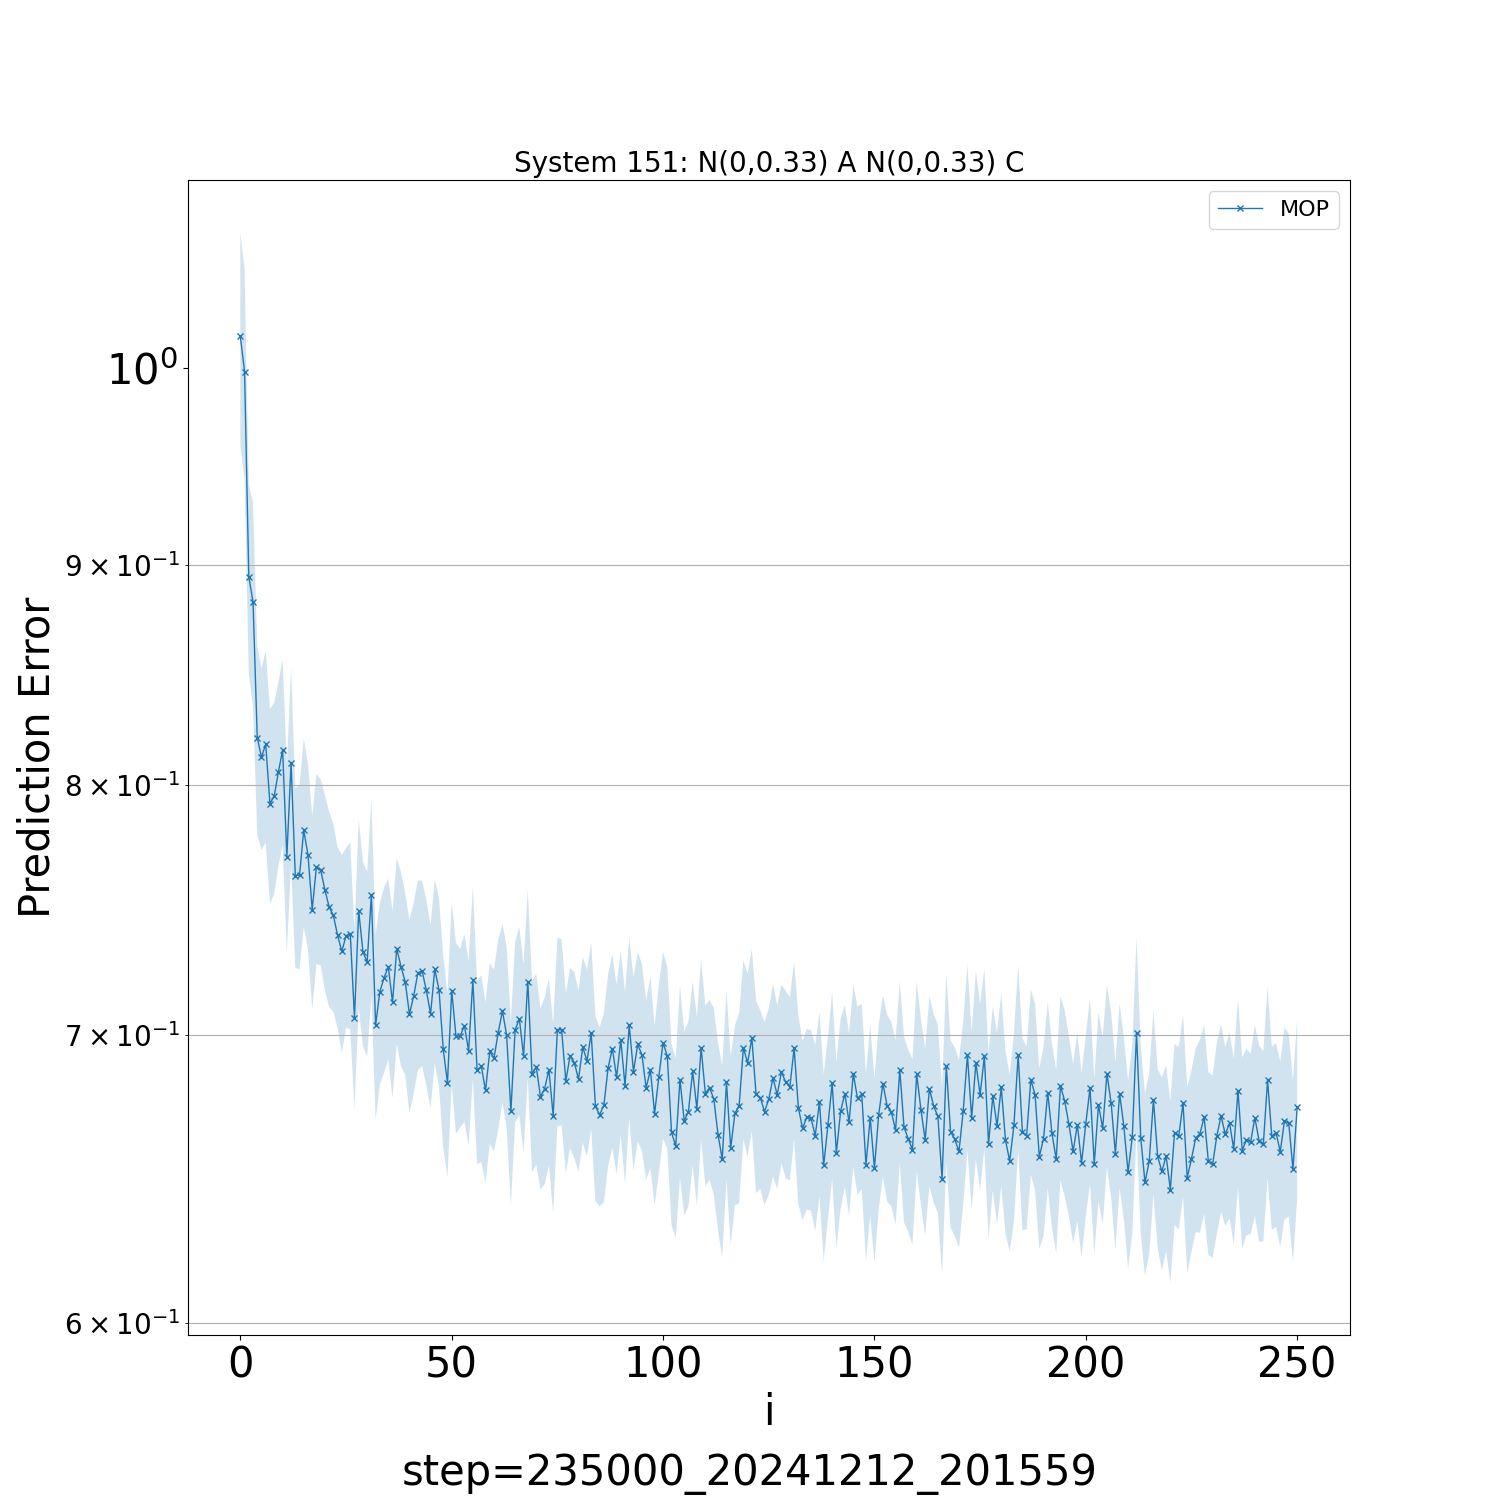 System 151: N(0,0.33) A N(0,0.33) C
MOP
Prediction Error
10⁰
9 × 10⁻¹
8 × 10⁻¹
7 × 10⁻¹
6 × 10⁻¹
0 50 100 150 200 250
i
step=235000_20241212_201559